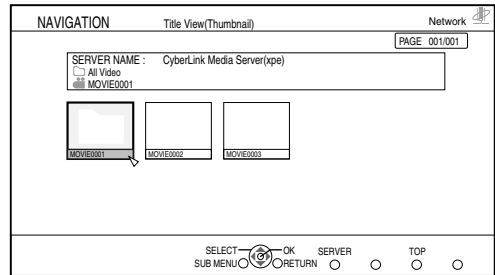 NAVIGATION Title View(Thumbnail) Network
PAGE 001/001
SERVER NAME : CyberLink Media Server(xpe)
All Video
MOVIE0001
MOVIE0001 MOVIE0002 MOVIE0003
SELECT OK SERVER TOP
SUB MENU RETURN